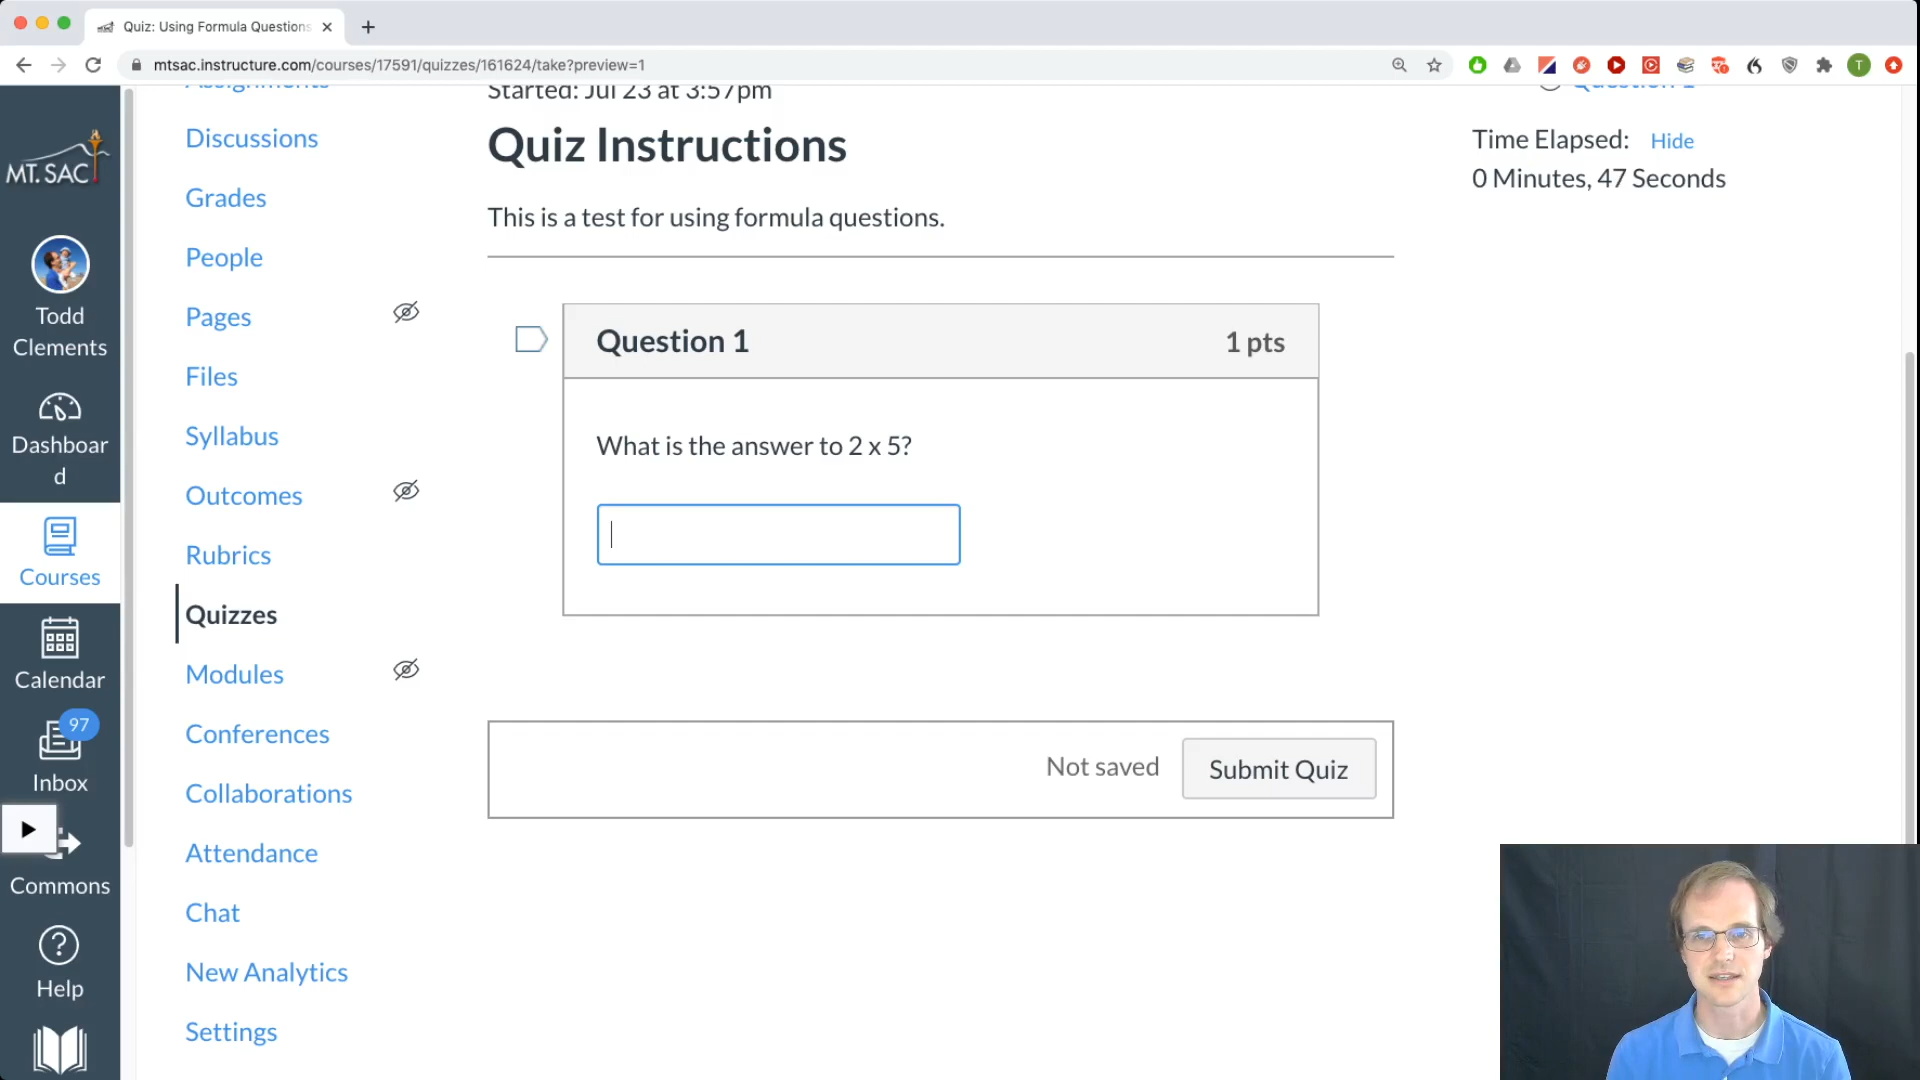 Quiz: Using Formula Questions
mtsac.instructure.com/courses/17591/quizzes/161624/take?preview=1
MT. SAC
Todd
Clements
Dashboar
d
Courses
Calendar
97
Inbox
Commons
Help
Assignments
Discussions
Grades
People
Pages
Files
Syllabus
Outcomes
Rubrics
Quizzes
Modules
Conferences
Collaborations
Attendance
Chat
New Analytics
Settings
Started: Jul 23 at 3:57pm
Quiz Instructions
This is a test for using formula questions.
Question 1
1 pts
What is the answer to 2 x 5?
Not saved
Submit Quiz
Question 1
Time Elapsed:
Hide
0 Minutes, 47 Seconds
T